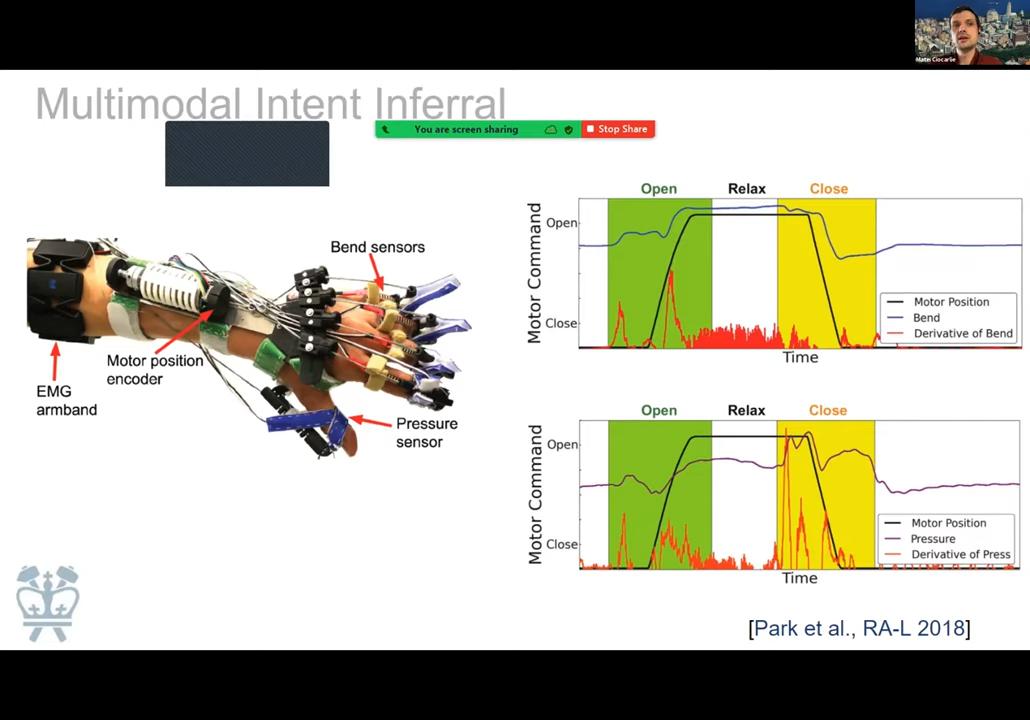 Matei Ciocarlie
Multimodal Intent Inferral
You are screen sharing
Stop Share
Bend sensors
Motor position
encoder
EMG
armband
Pressure
sensor
Open
Relax
Close
Motor Command
Open
Close
Motor Position
Bend
Derivative of Bend
Time
Open
Relax
Close
Motor Command
Open
Close
Motor Position
Pressure
Derivative of Press
Time
[Park et al., RA-L 2018]